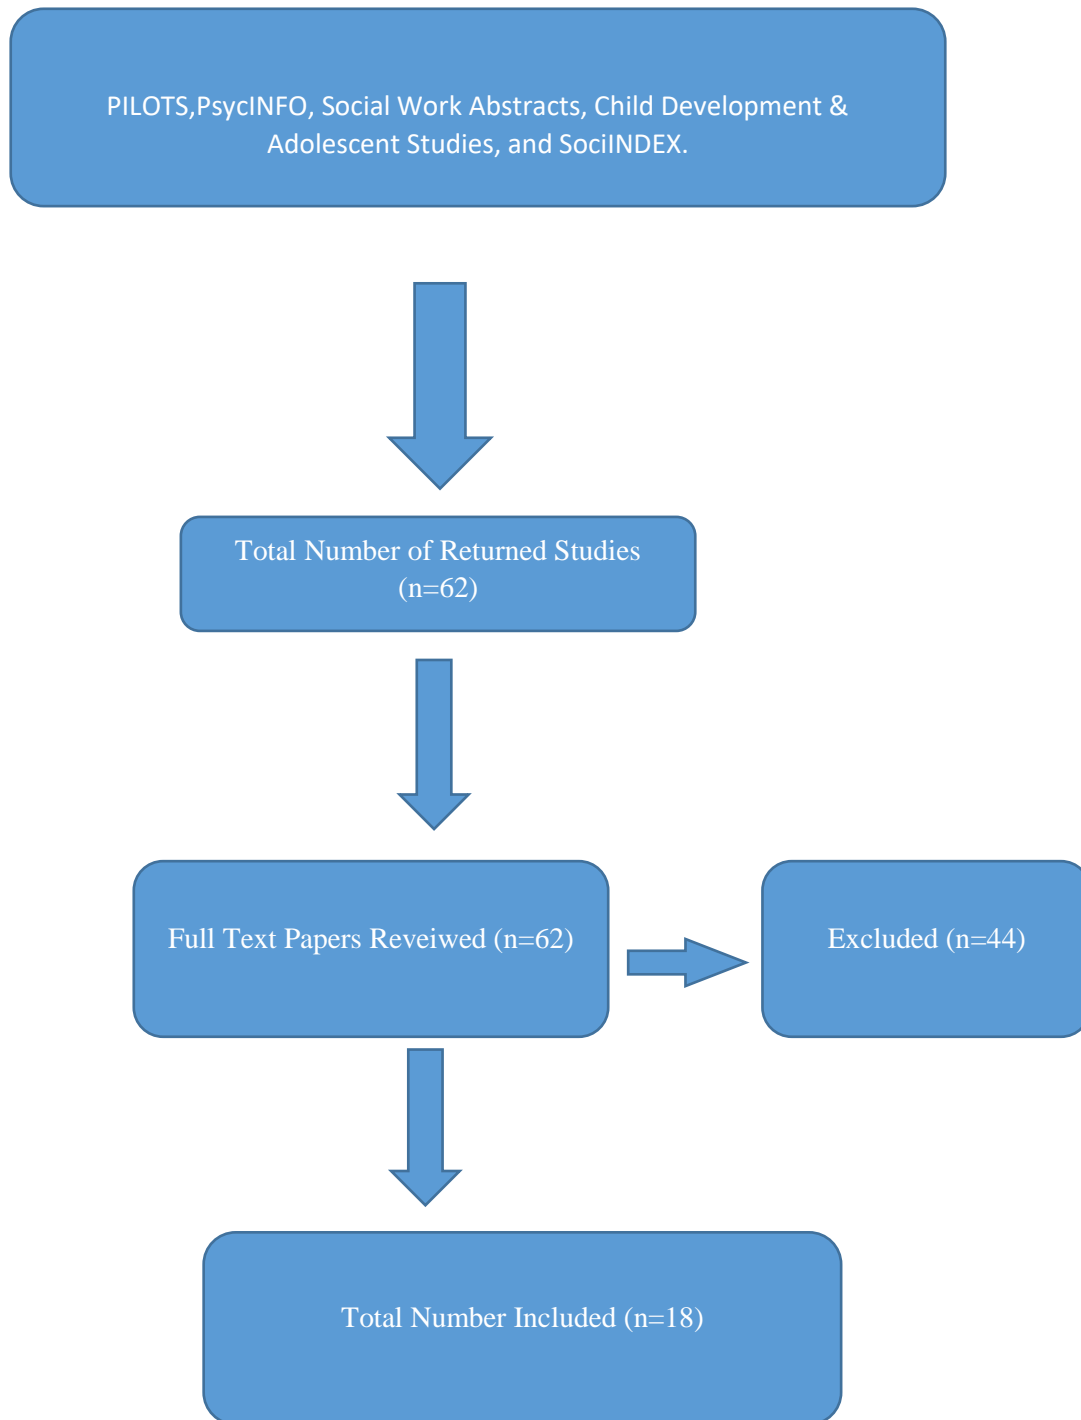 PILOTS,PsycINFO, Social Work Abstracts, Child Development &
Adolescent Studies, and SociINDEX.
Total Number of Returned Studies
(n=62)
Full Text Papers Reveiwed (n=62)
Excluded (n=44)
Total Number Included (n=18)